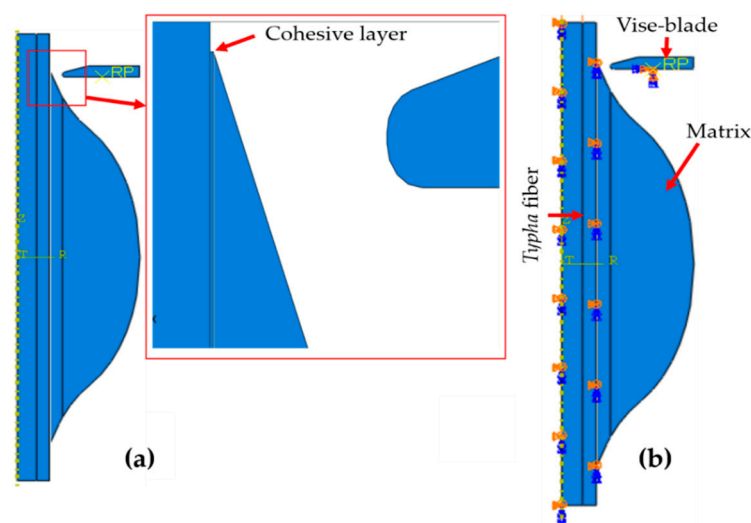 Cohesive layer
RP
Z
T
R
(a)
Vise-blade
RP
Matrix
Typha fiber
Z
T
R
(b)